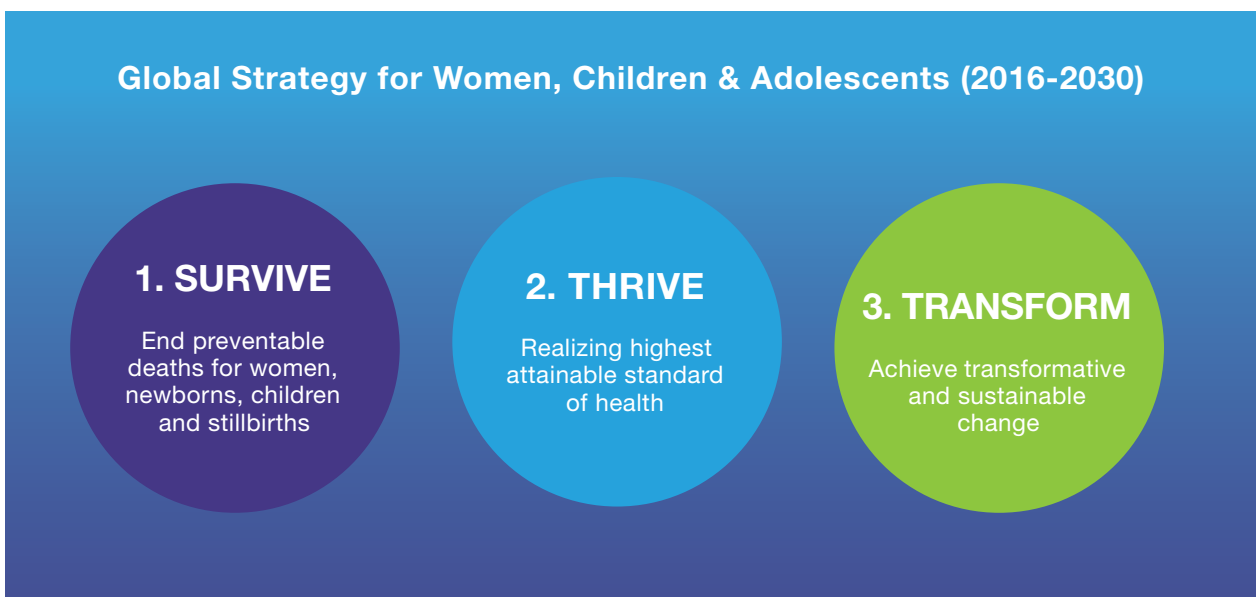 Global Strategy for Women, Children & Adolescents (2016-2030)
1. SURVIVE
End preventable
deaths for women,
newborns, children
and stillbirths
2. THRIVE
Realizing highest
attainable standard
of health
3. TRANSFORM
Achieve transformative
and sustainable
change